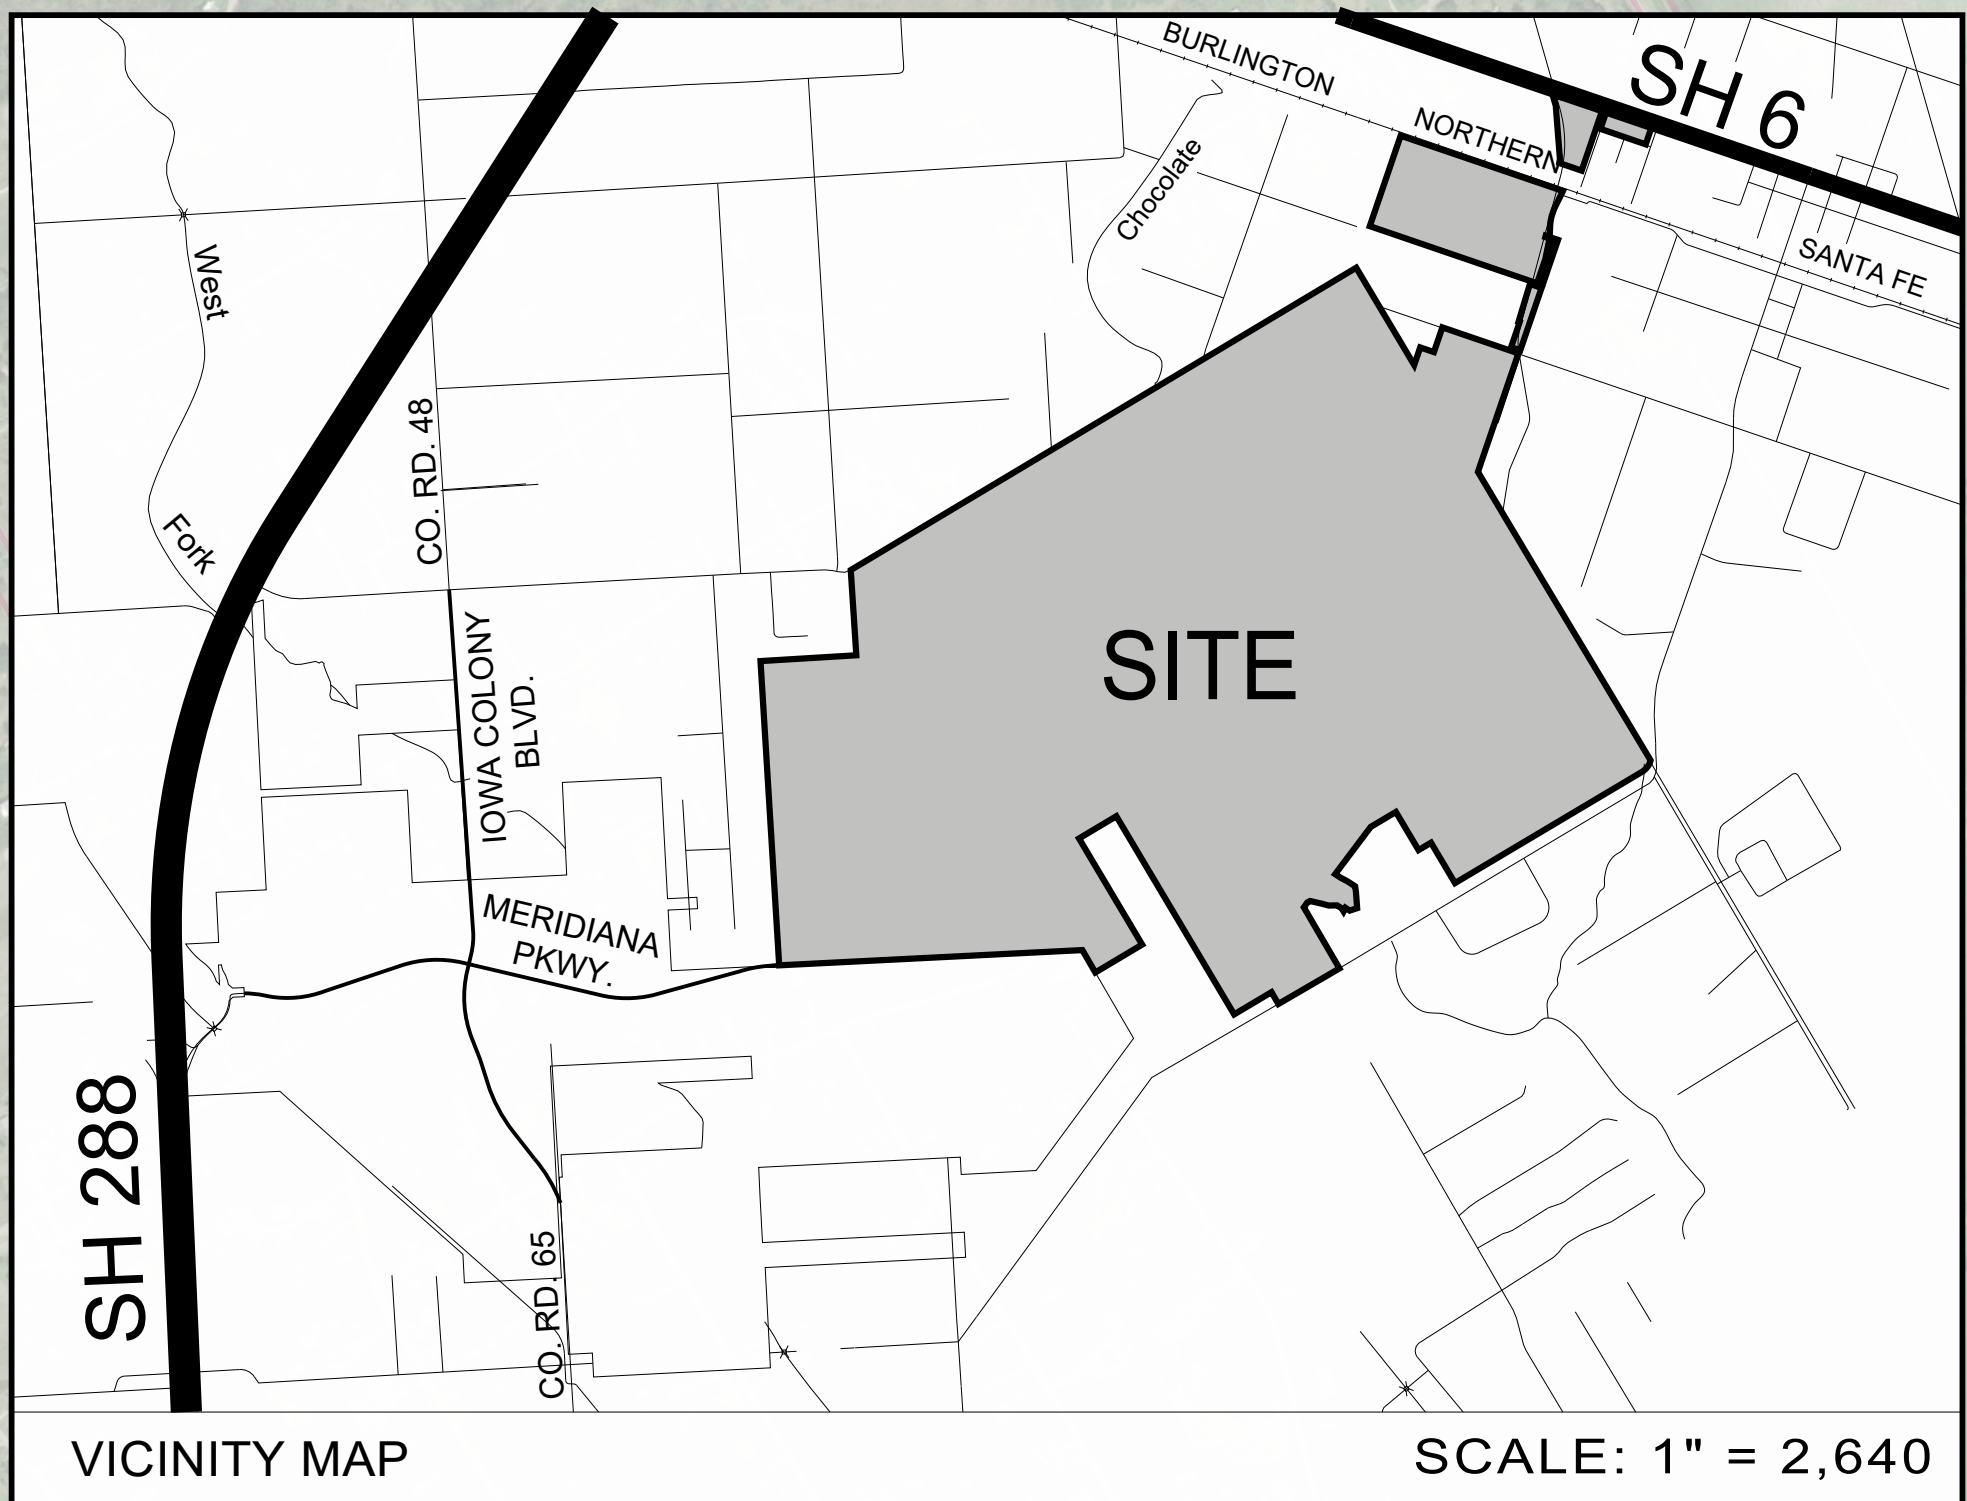 BURLINGTON
NORTHERN
SH 6
SANTA FE
Chocolate
West
Fork
CO. RD. 48
IOWA COLONY
BLVD.
SITE
MERIDIANA
PKWY.
SH 288
CO. RD. 65
VICINITY MAP
SCALE: 1" = 2,640